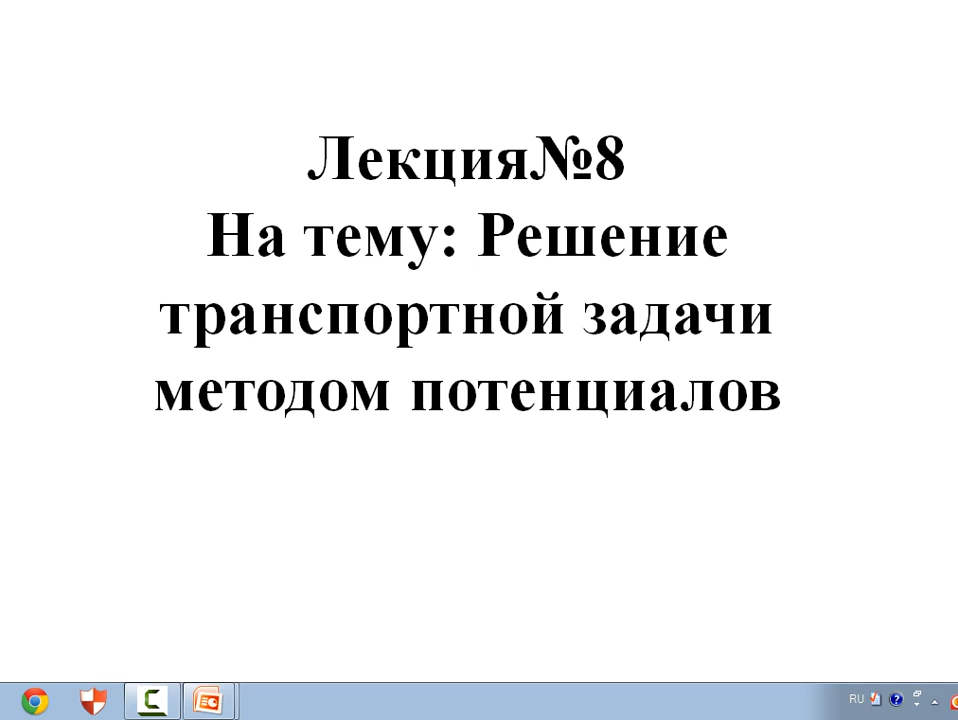 Лекция№8
На тему: Решение
транспортной задачи
методом потенциалов
RU